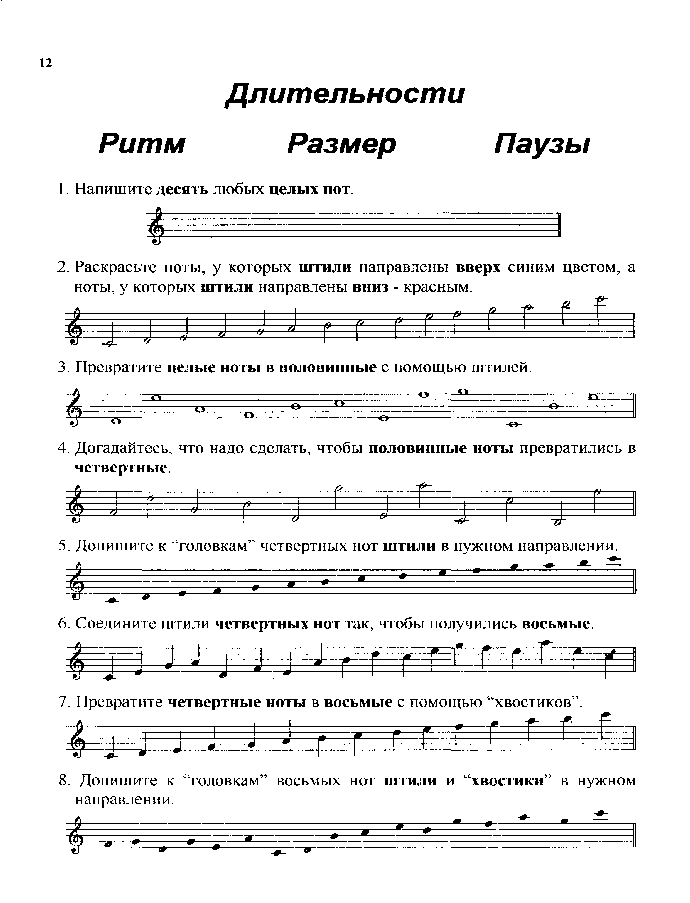 12
Длительности
Ритм Размер Паузы
1. Напишите десять любых целых нот.
2. Раскрасьте ноты, у которых штили направлены вверх синим цветом, а
ноты, у которых штили направлены вниз - красным.
3. Превратите целые ноты в половинные с помощью штилей.
4. Догадайтесь, что надо сделать, чтобы половинные ноты превратились в
четвертные.
5. Допишите к “головкам” четвертных нот штили в нужном направлении.
6. Соедините штили четвертных нот так, чтобы получились восьмые.
7. Превратите четвертные ноты в восьмые с помощью “хвостиков”.
8. Допишите к “головкам” восьмых нот штили и “хвостики” в нужном
направлении.